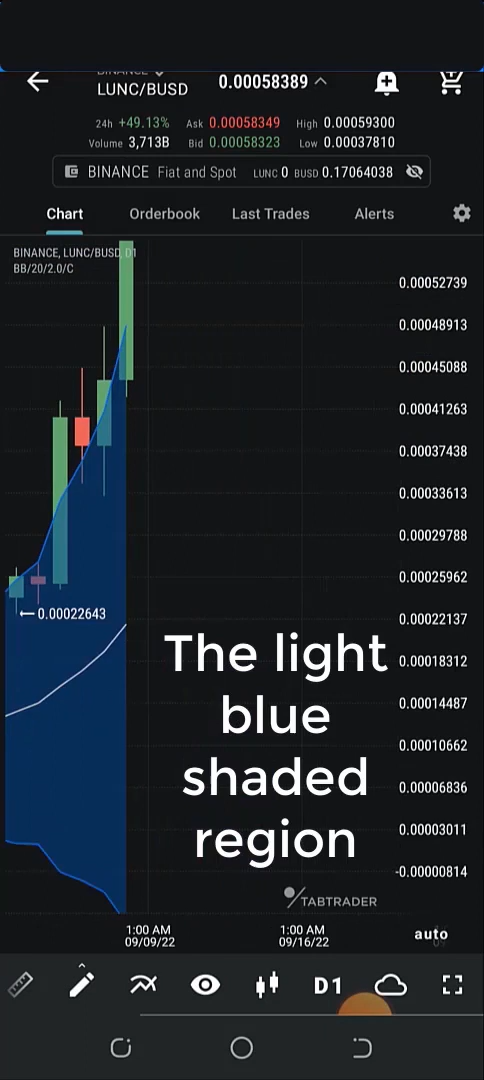 LUNC/BUSD 0.00058389
24h +49.13% Ask 0.00058349 High 0.00059300
Volume 3,713B Bid 0.00058323 Low 0.00037810
BINANCE Fiat and Spot LUNC 0 BUSD 0.17064038
Chart Orderbook Last Trades Alerts
BINANCE, LUNC/BUSD, D1
BB/20/2.0/C
0.00052739
0.00048913
0.00045088
0.00041263
0.00037438
0.00033613
0.00029788
0.00025962
0.00022643
0.00022137
0.00018312
0.00014487
0.00010662
0.00006836
0.00003011
-0.00000814
The light
blue
shaded
region
TABTRADER
1:00 AM
09/09/22
1:00 AM
09/16/22
auto
D1